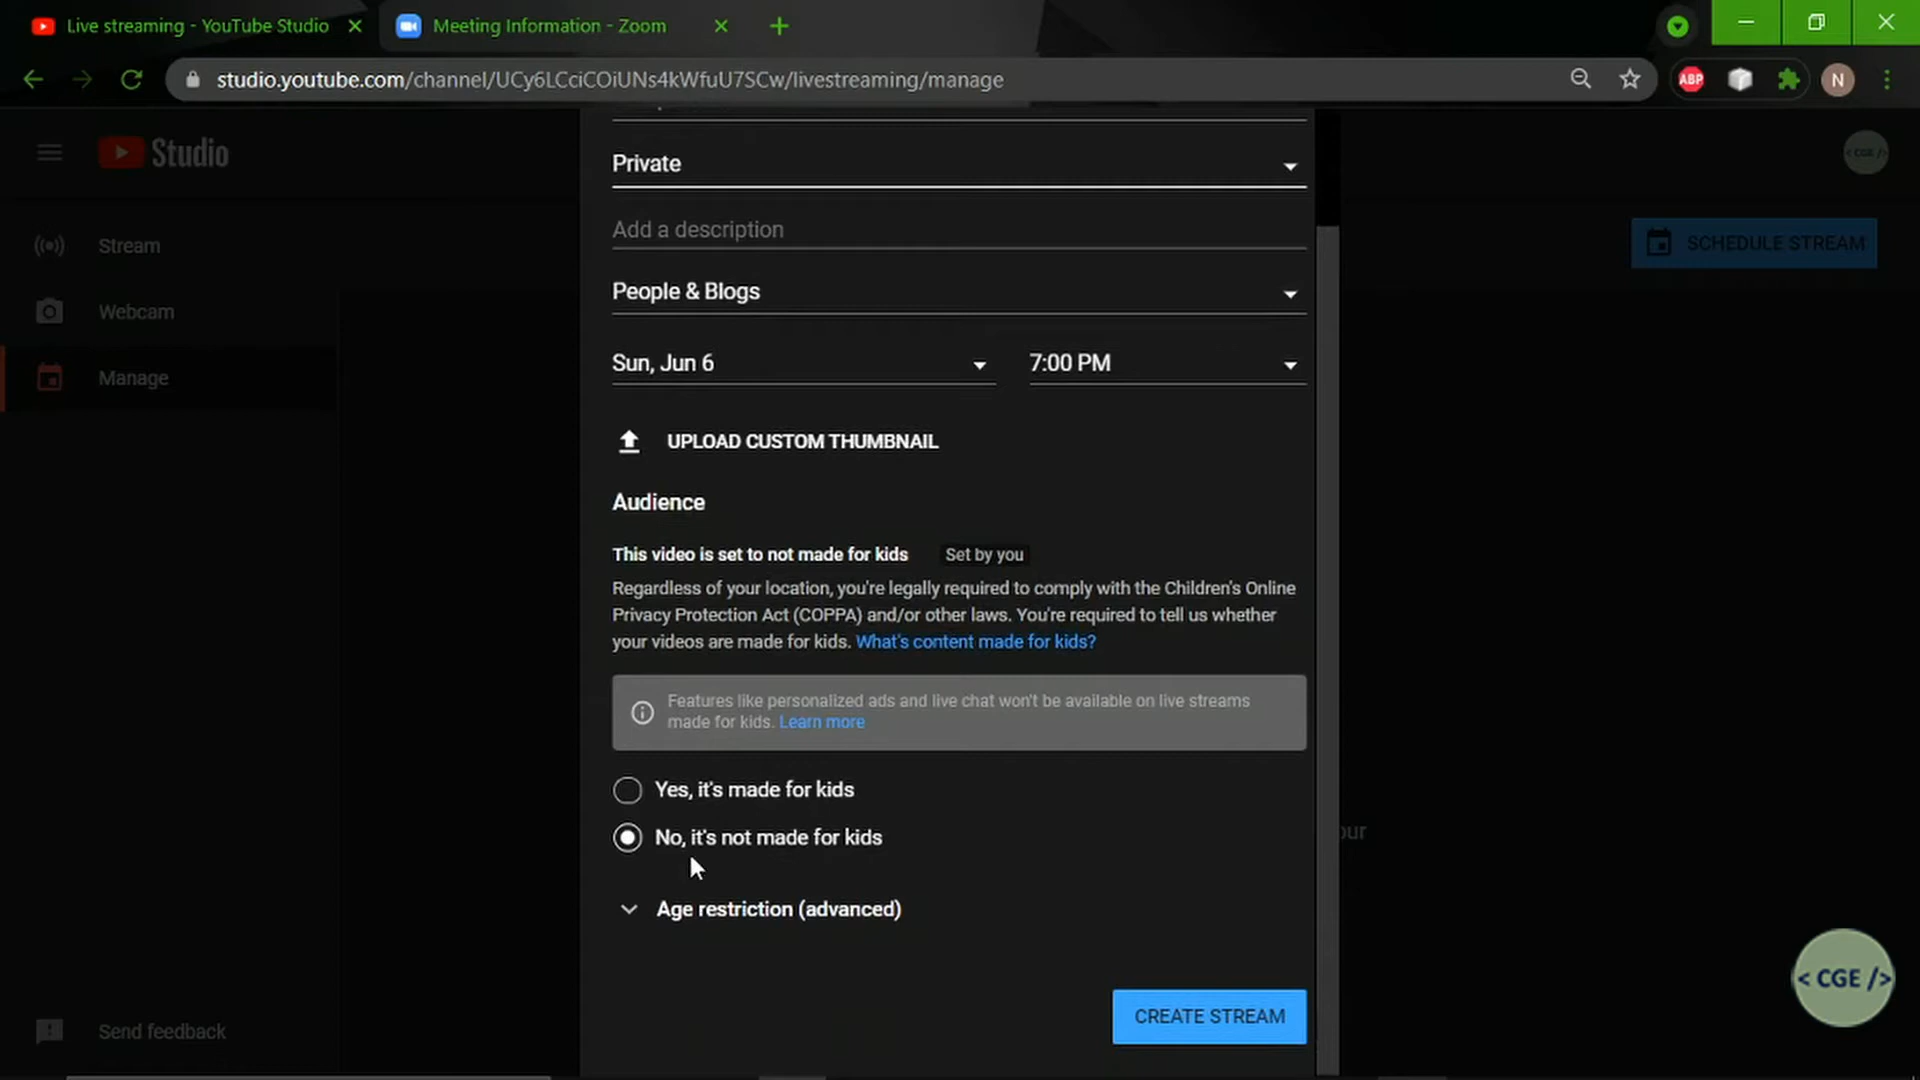 Live streaming - YouTube Studio
Meeting Information - Zoom
studio.youtube.com/channel/UCy6LCciCOiUNs4kWfuU7SCw/livestreaming/manage
ABP
N
Studio
< CGE />
Private
Stream
Add a description
SCHEDULE STREAM
People & Blogs
Webcam
Sun, Jun 6
7:00 PM
Manage
UPLOAD CUSTOM THUMBNAIL
Audience
This video is set to not made for kids
Set by you
Regardless of your location, you're legally required to comply with the Children's Online
Privacy Protection Act (COPPA) and/or other laws. You're required to tell us whether
your videos are made for kids. What's content made for kids?
Features like personalized ads and live chat won't be available on live streams
made for kids. Learn more
Yes, it's made for kids
No, it's not made for kids
Age restriction (advanced)
< CGE />
CREATE STREAM
Send feedback